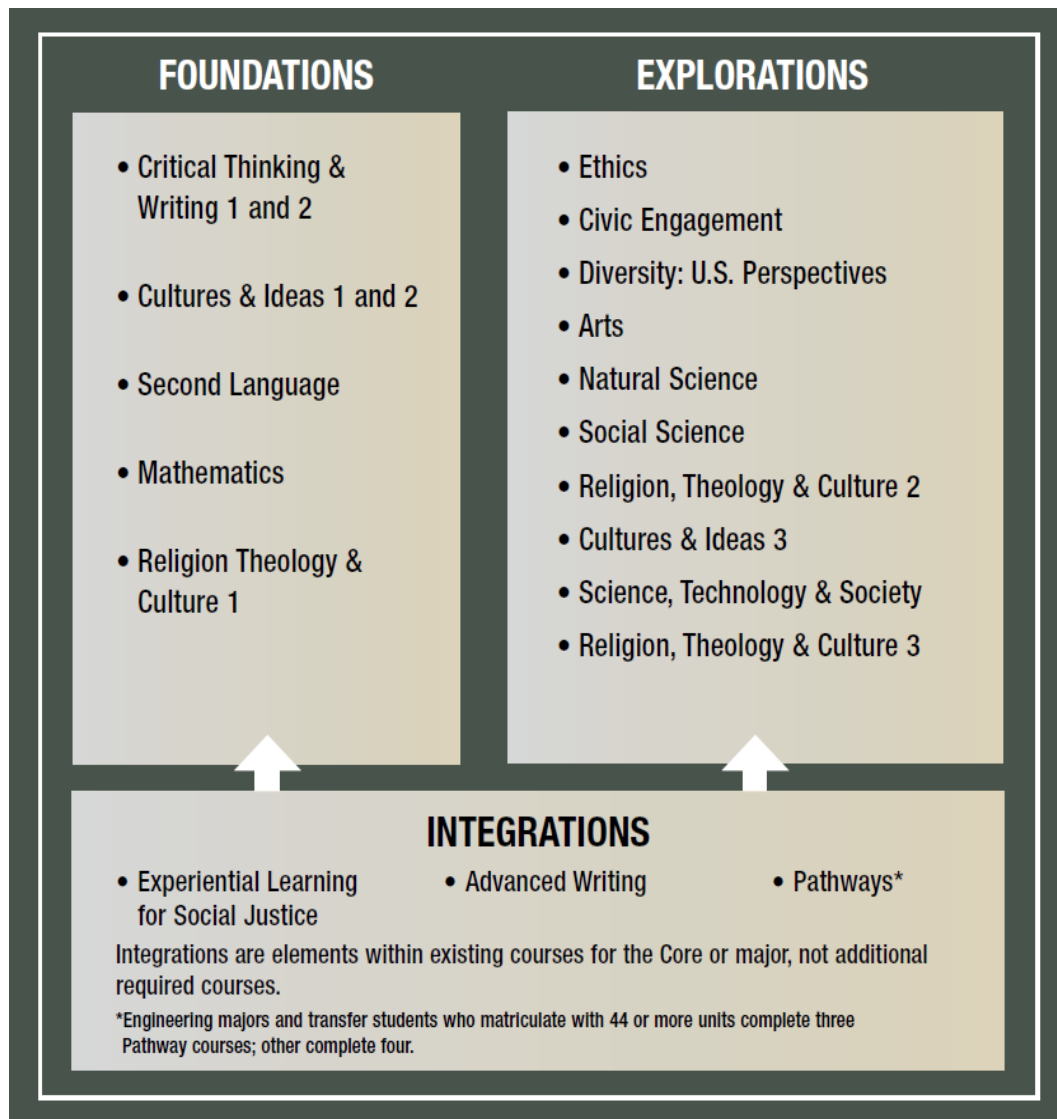 FOUNDATIONS
• Critical Thinking &
Writing 1 and 2
• Cultures & Ideas 1 and 2
• Second Language
• Mathematics
• Religion Theology &
Culture 1
EXPLORATIONS
• Ethics
• Civic Engagement
• Diversity: U.S. Perspectives
• Arts
• Natural Science
• Social Science
• Religion, Theology & Culture 2
• Cultures & Ideas 3
• Science, Technology & Society
• Religion, Theology & Culture 3
INTEGRATIONS
• Experiential Learning
for Social Justice
• Advanced Writing
• Pathways*
Integrations are elements within existing courses for the Core or major, not additional
required courses.
*Engineering majors and transfer students who matriculate with 44 or more units complete three
Pathway courses; other complete four.